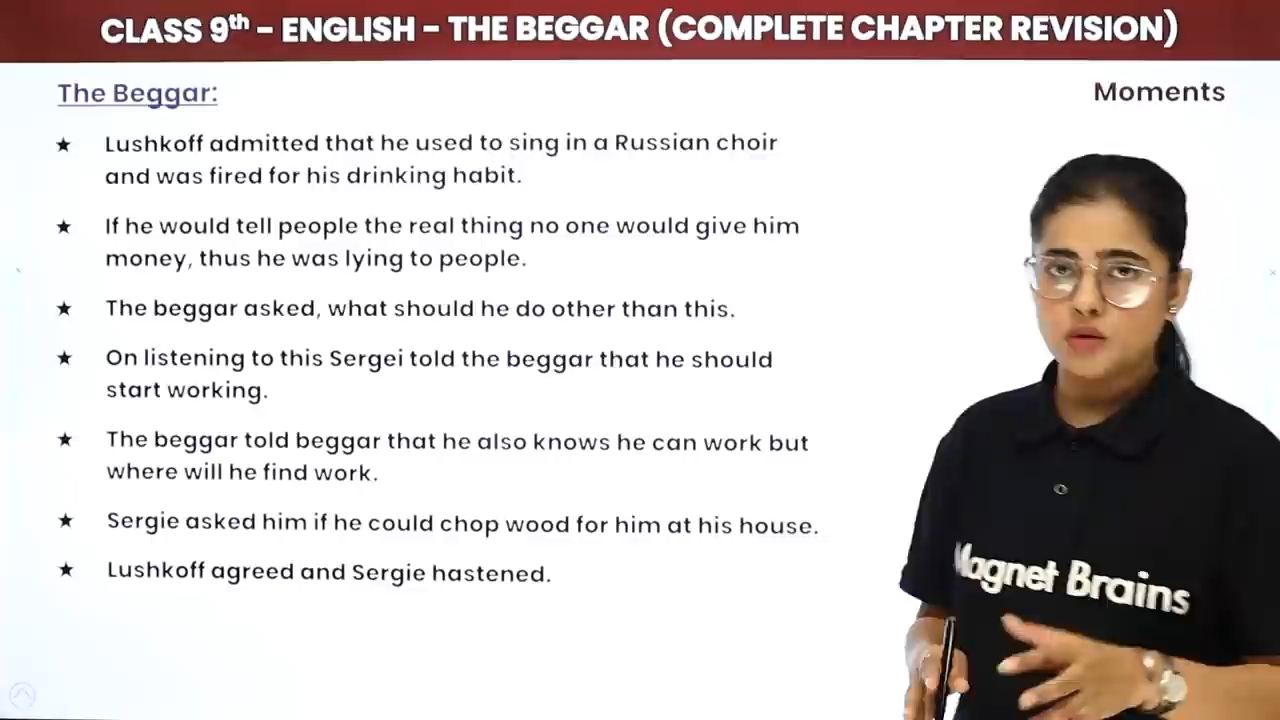 CLASS 9th – ENGLISH – THE BEGGAR (COMPLETE CHAPTER REVISION)
The Beggar:
Moments
★ Lushkoff admitted that he used to sing in a Russian choir
and was fired for his drinking habit.
★ If he would tell people the real thing no one would give him
money, thus he was lying to people.
★ The beggar asked, what should he do other than this.
★ On listening to this Sergei told the beggar that he should
start working.
★ The beggar told beggar that he also knows he can work but
where will he find work.
★ Sergie asked him if he could chop wood for him at his house.
★ Lushkoff agreed and Sergie hastened.
Magnet Brains